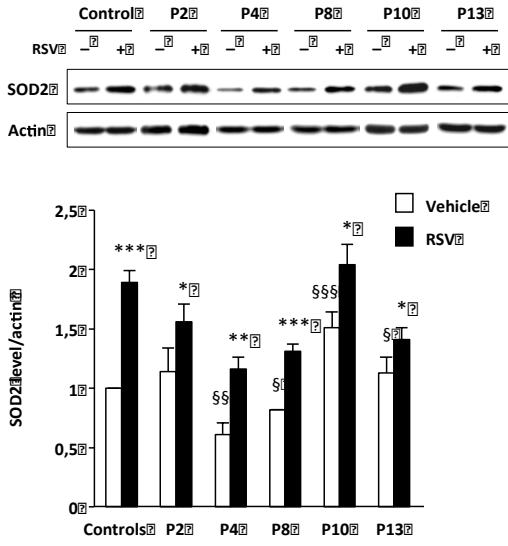 Control P2 P4 P8 P10 P13
RSV – + – + – + – + – + – +
SOD2
Actin
Vehicle
RSV
SOD2 level/actin
2,5
2
1,5
1
0,5
0
*** * ** *** * *
§§ § §§§ §
Controls P2 P4 P8 P10 P13